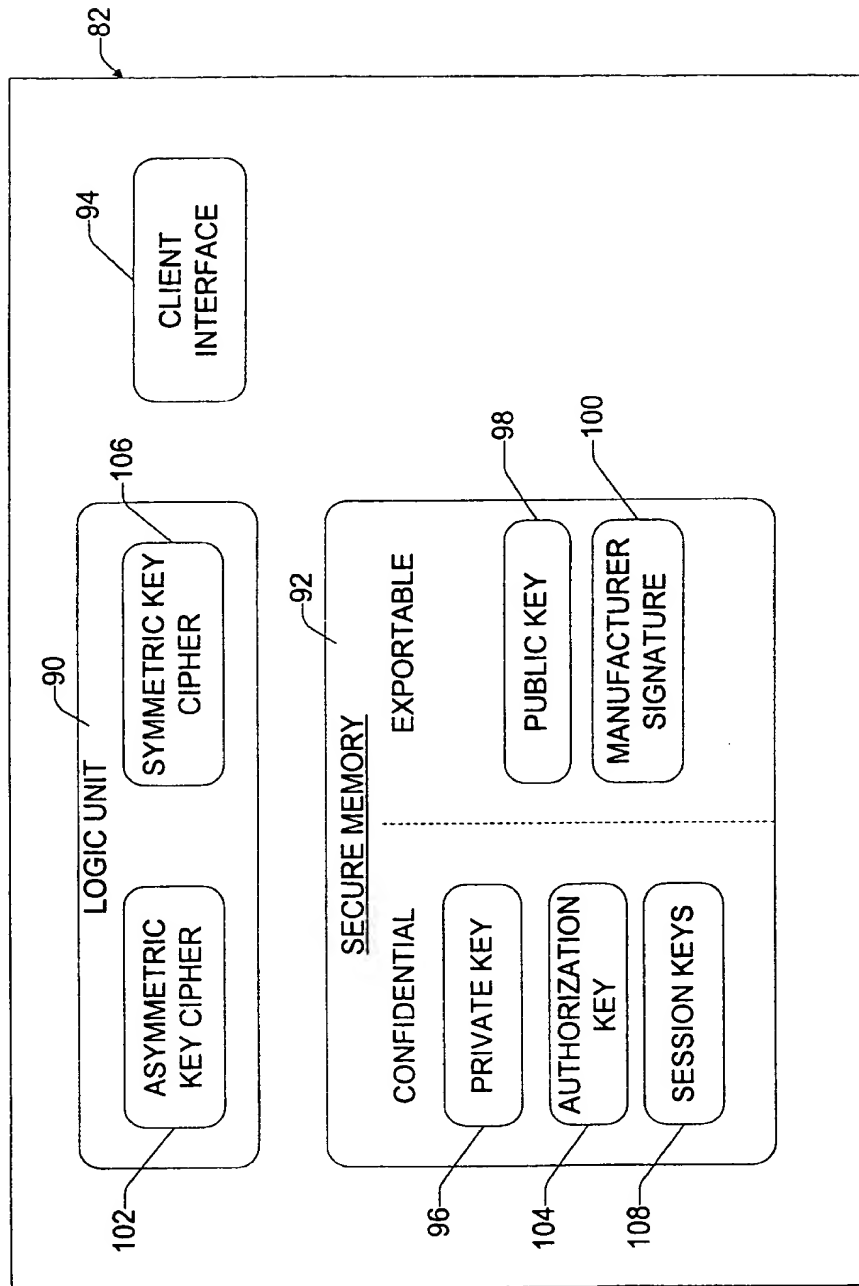 82
90
LOGIC UNIT
94
102
ASYMMETRIC
KEY CIPHER
106
SYMMETRIC KEY
CIPHER
CLIENT
INTERFACE
92
SECURE MEMORY
CONFIDENTIAL
EXPORTABLE
96
PRIVATE KEY
98
PUBLIC KEY
104
AUTHORIZATION
KEY
100
MANUFACTURER
SIGNATURE
108
SESSION KEYS